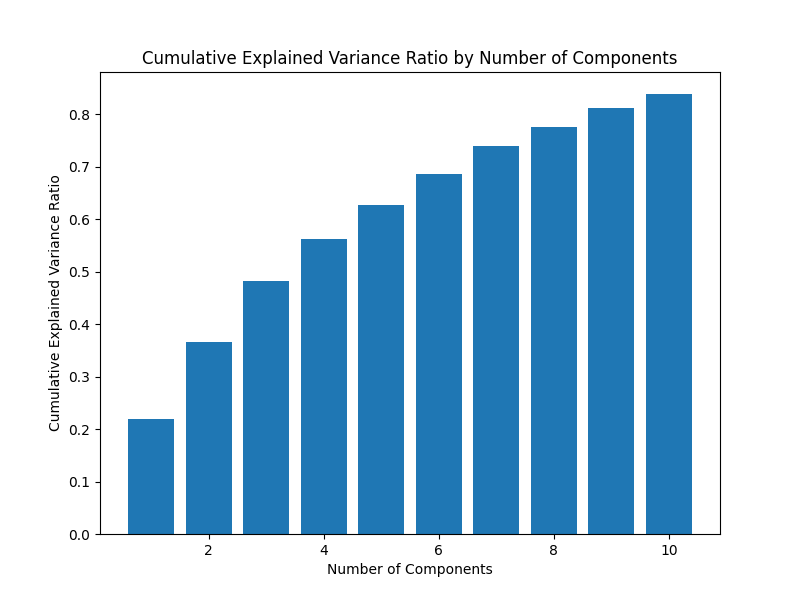 Cumulative Explained Variance Ratio by Number of Components
Cumulative Explained Variance Ratio
0.8
0.7
0.6
0.5
0.4
0.3
0.2
0.1
0.0
2 4 6 8 10
Number of Components